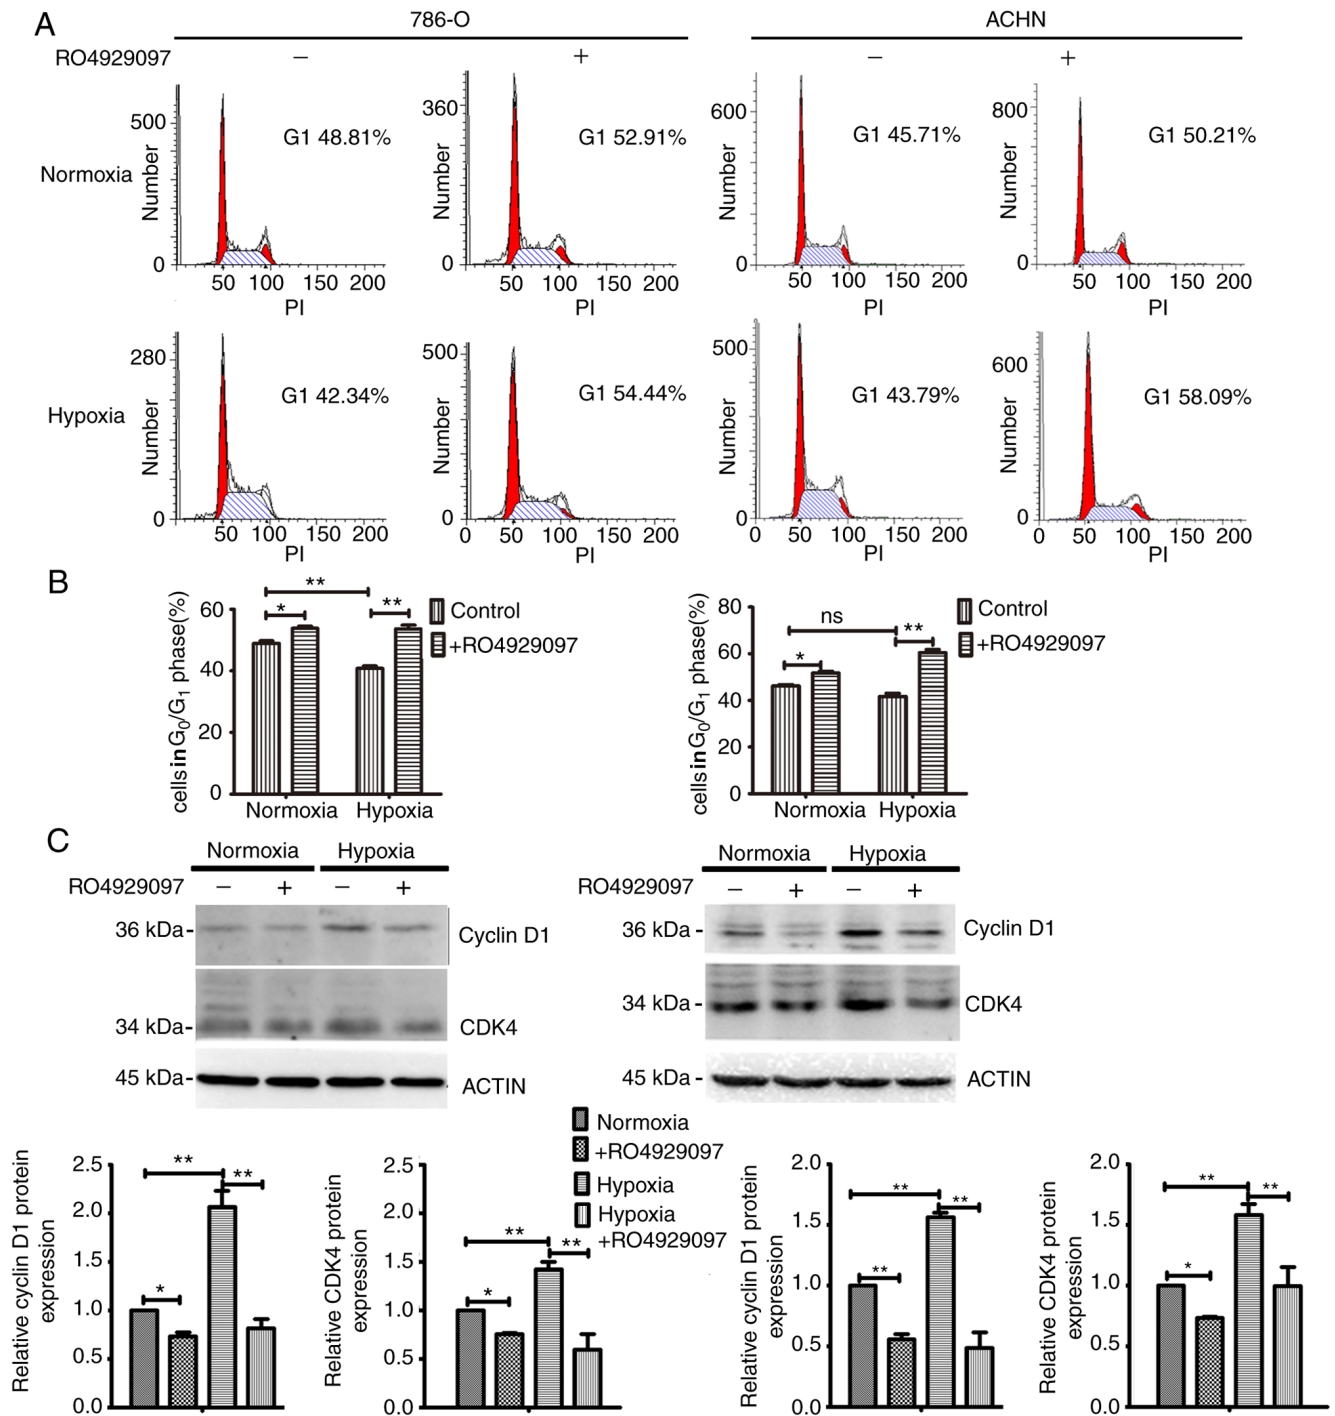 A
786-O
ACHN
RO4929097
−
+
−
+
500
0
Number
G1 48.81%
50 100 150 200
PI
360
0
Number
G1 52.91%
50 100 150 200
PI
600
0
Number
G1 45.71%
50 100 150 200
PI
800
0
Number
G1 50.21%
50 100 150 200
PI
Normoxia
280
0
Number
G1 42.34%
50 100 150 200
PI
500
0
Number
G1 54.44%
0 50 100 150 200
PI
500
0
Number
G1 43.79%
0 50 100 150 200
PI
600
0
Number
G1 58.09%
0 50 100 150 200
PI
Hypoxia
B
cells in G0/G1 phase(%)
60
40
20
0
*
**
**
Normoxia Hypoxia
Control
+RO4929097
cells in G0/G1 phase(%)
80
60
40
20
0
*
ns
**
Normoxia Hypoxia
Control
+RO4929097
C
Normoxia Hypoxia
RO4929097 − + − +
36 kDa- Cyclin D1
34 kDa- CDK4
45 kDa- ACTIN
Normoxia Hypoxia
RO4929097 − + − +
36 kDa- Cyclin D1
34 kDa- CDK4
45 kDa- ACTIN
Normoxia
+RO4929097
Hypoxia
Hypoxia
+RO4929097
Relative cyclin D1 protein
expression
2.5
2.0
1.5
1.0
0.5
0.0
*
**
**
Relative CDK4 protein
expression
2.5
2.0
1.5
1.0
0.5
0.0
*
**
**
Relative cyclin D1 protein
expression
2.0
1.5
1.0
0.5
0.0
**
**
**
Relative CDK4 protein
expression
2.0
1.5
1.0
0.5
0.0
*
**
**